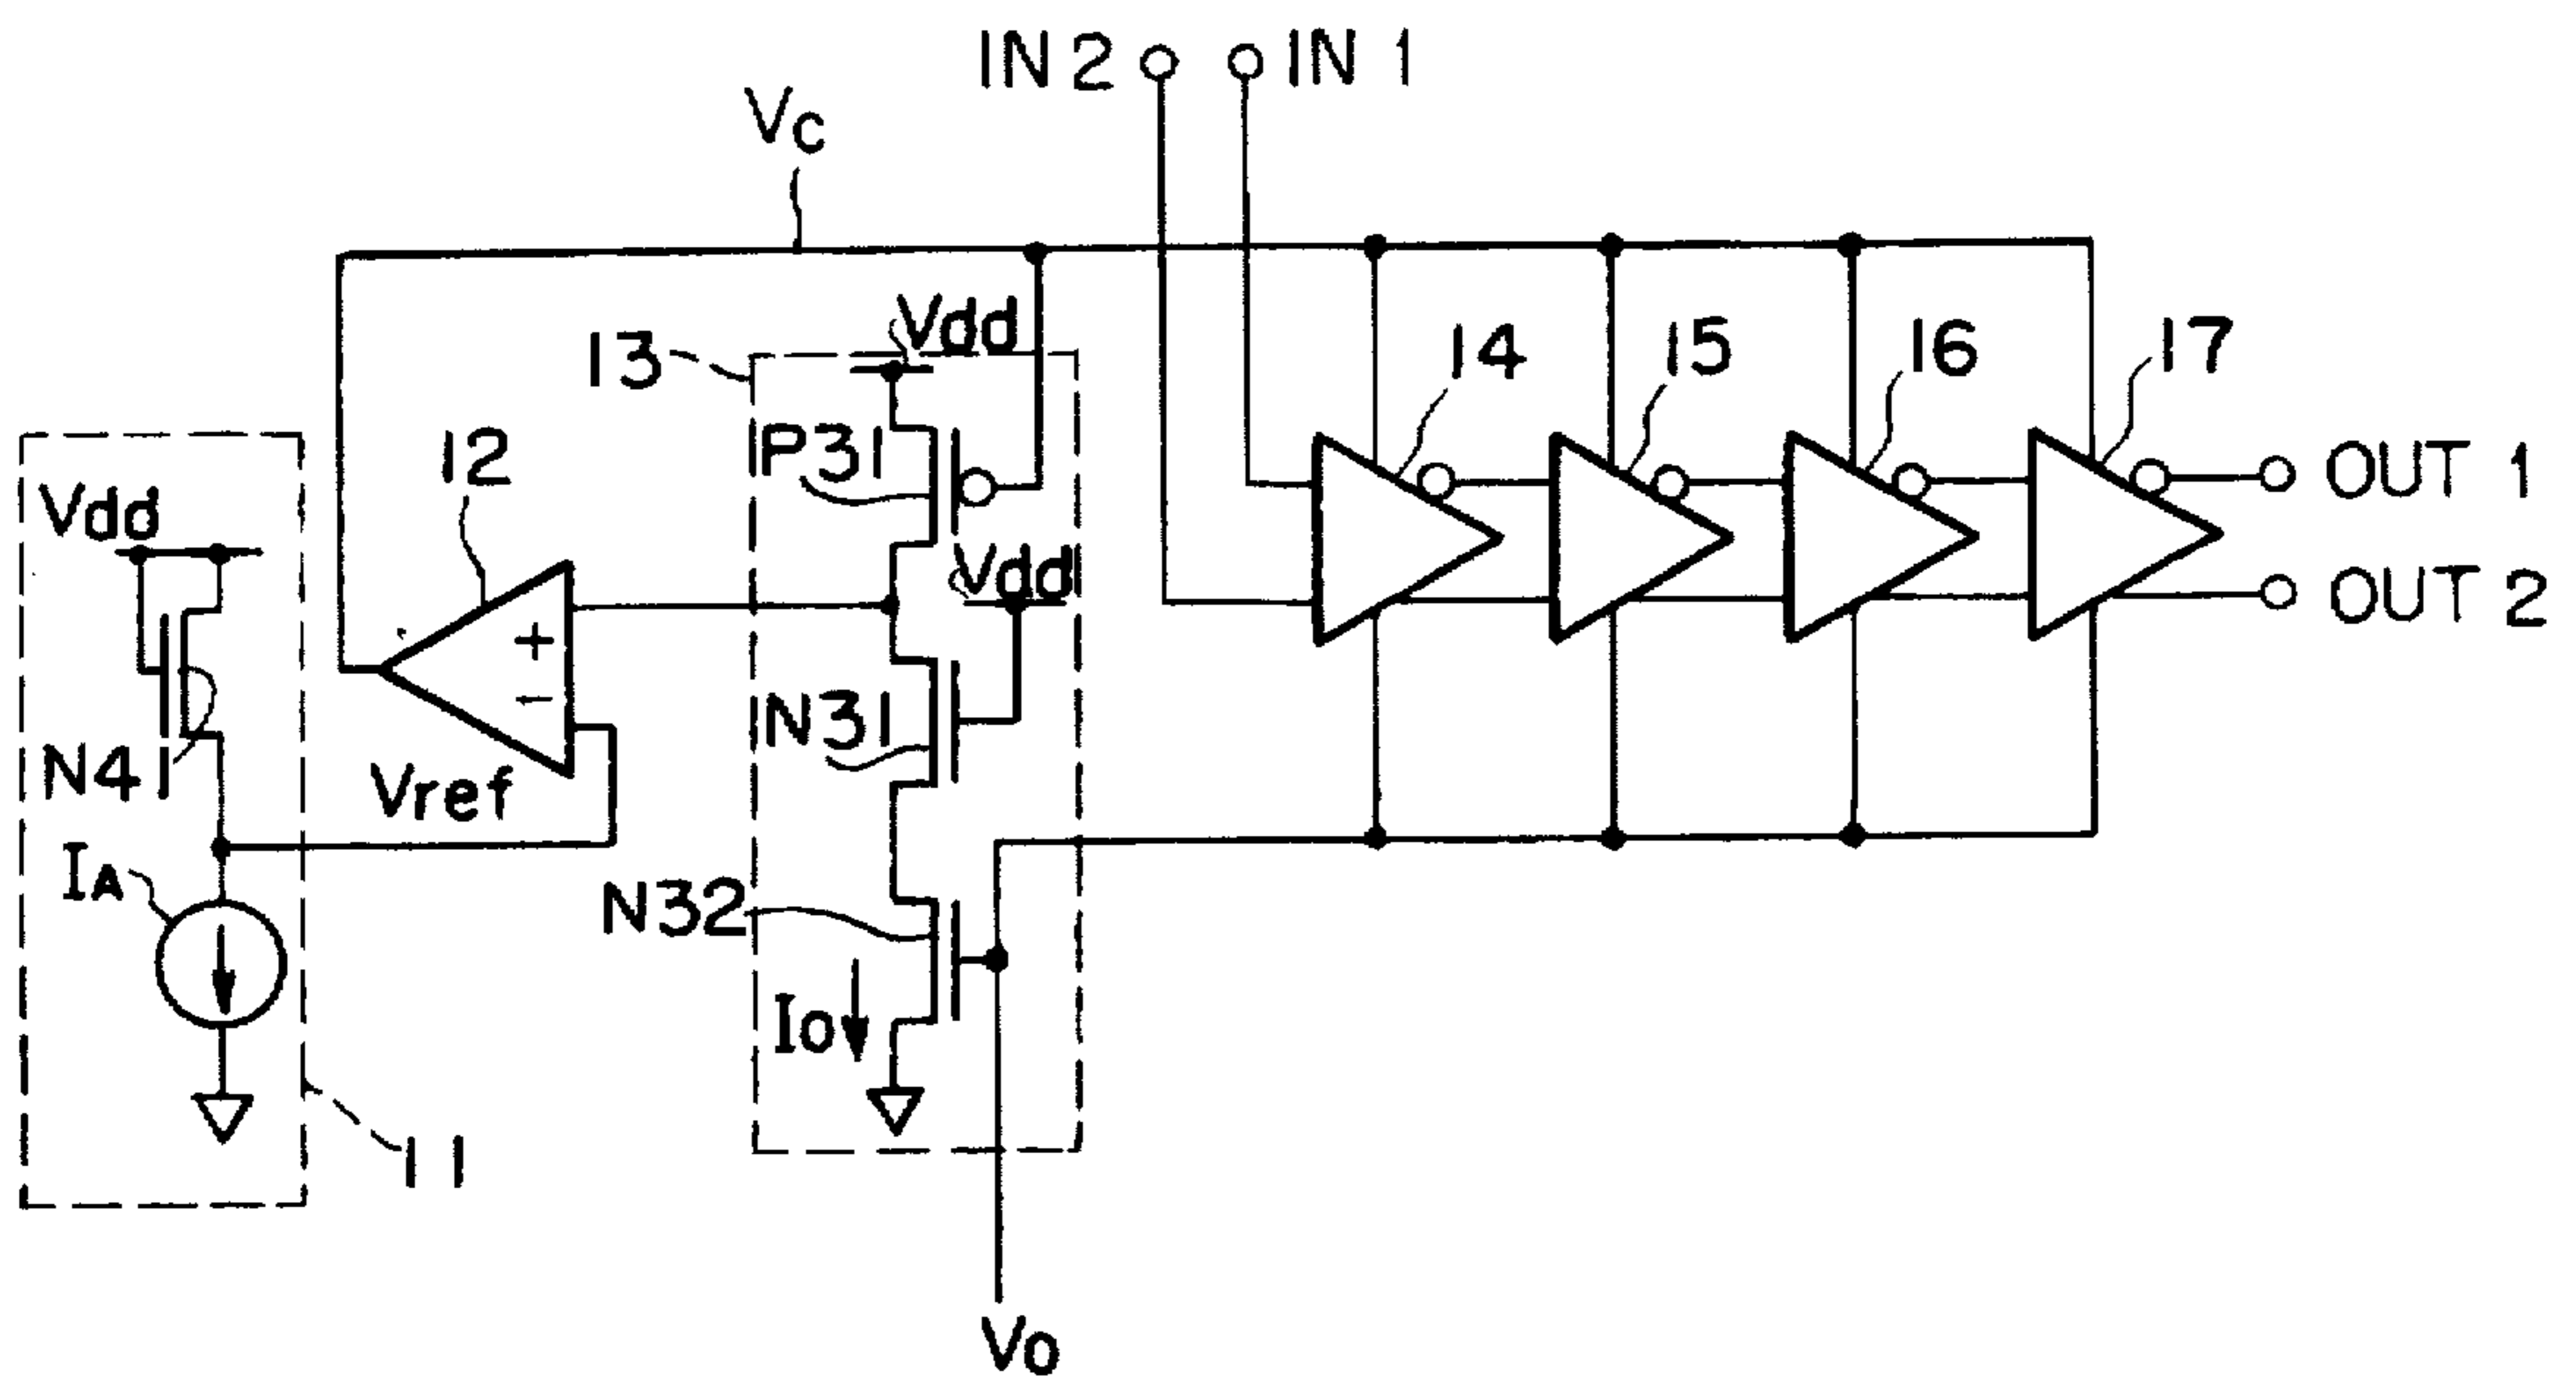 IN 2
IN 1
Vc
Vdd
13
14
15
16
17
12
P31
OUT 1
Vdd
Vdd
OUT 2
+
−
N31
N41
Vref
IA
N32
Io
11
Vo